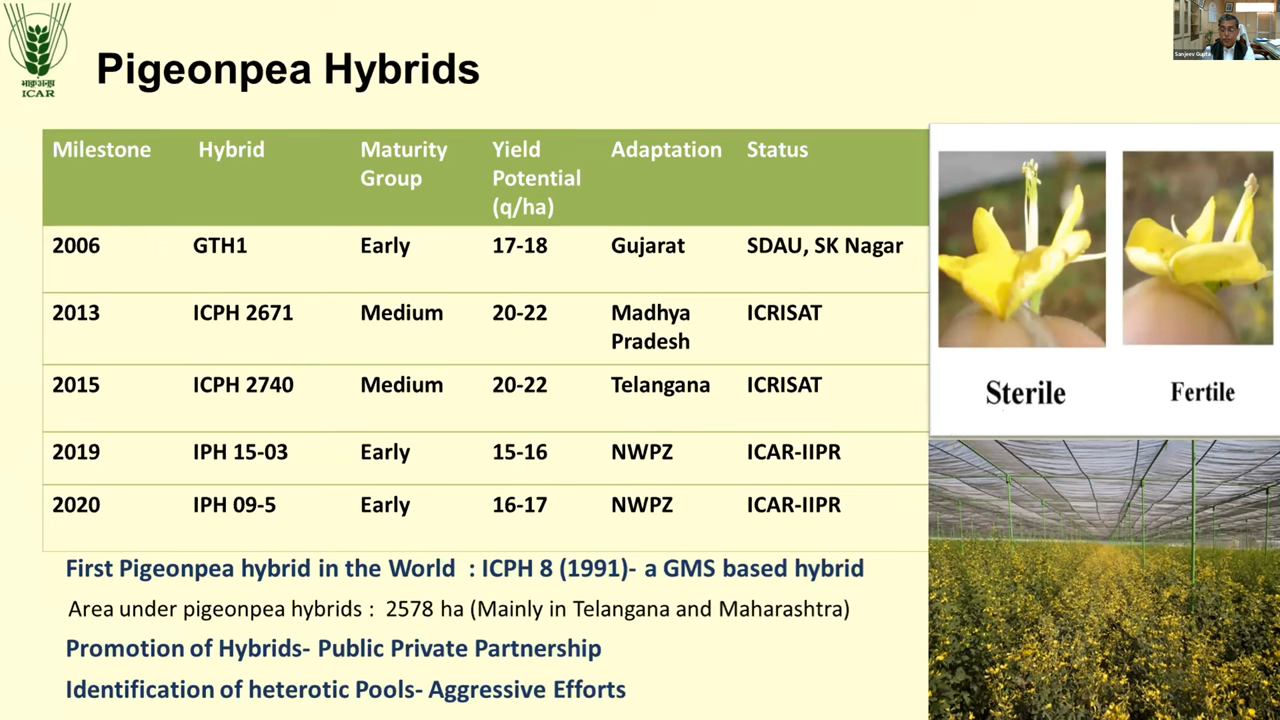 भाकृअनुप
ICAR
Pigeonpea Hybrids
Sanjeev Gupta
Milestone Hybrid Maturity Group Yield Potential (q/ha) Adaptation Status
2006 GTH1 Early 17-18 Gujarat SDAU, SK Nagar
2013 ICPH 2671 Medium 20-22 Madhya Pradesh ICRISAT
2015 ICPH 2740 Medium 20-22 Telangana ICRISAT
2019 IPH 15-03 Early 15-16 NWPZ ICAR-IIPR
2020 IPH 09-5 Early 16-17 NWPZ ICAR-IIPR
Sterile Fertile
First Pigeonpea hybrid in the World : ICPH 8 (1991)- a GMS based hybrid
Area under pigeonpea hybrids : 2578 ha (Mainly in Telangana and Maharashtra)
Promotion of Hybrids- Public Private Partnership
Identification of heterotic Pools- Aggressive Efforts